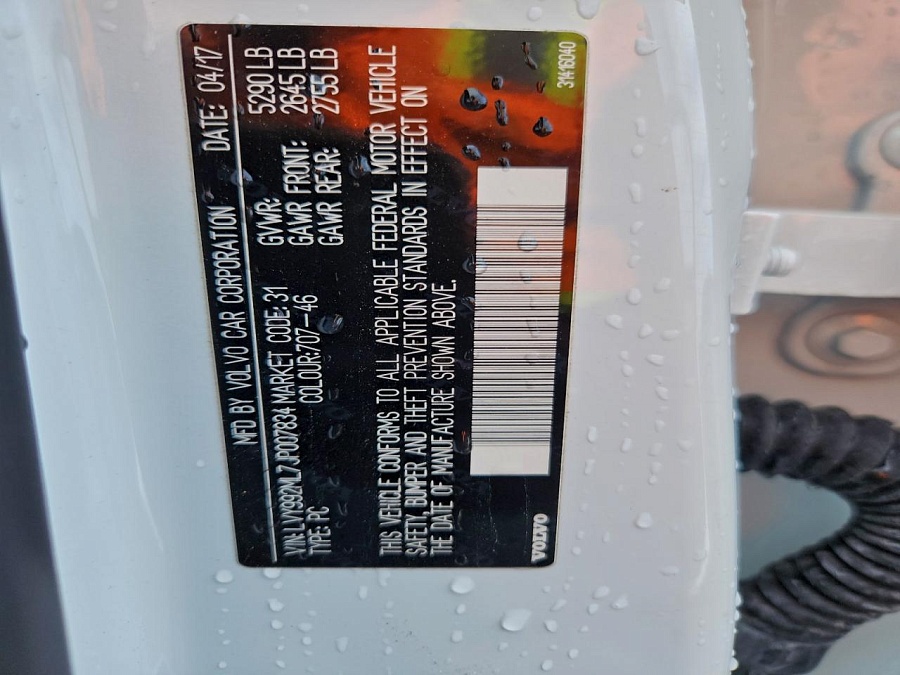 MFD BY VOLVO CAR CORPORATION DATE: 04/17
VIN: LVY992ML7JP007834 MARKET CODE: 31 GVWR: 5290 LB
TYPE: PC COLOUR:707-46 GAWR FRONT: 2645 LB
GAWR REAR: 2755 LB
THIS VEHICLE CONFORMS TO ALL APPLICABLE FEDERAL MOTOR VEHICLE
SAFETY, BUMPER AND THEFT PREVENTION STANDARDS IN EFFECT ON
THE DATE OF MANUFACTURE SHOWN ABOVE.
VOLVO 31416040